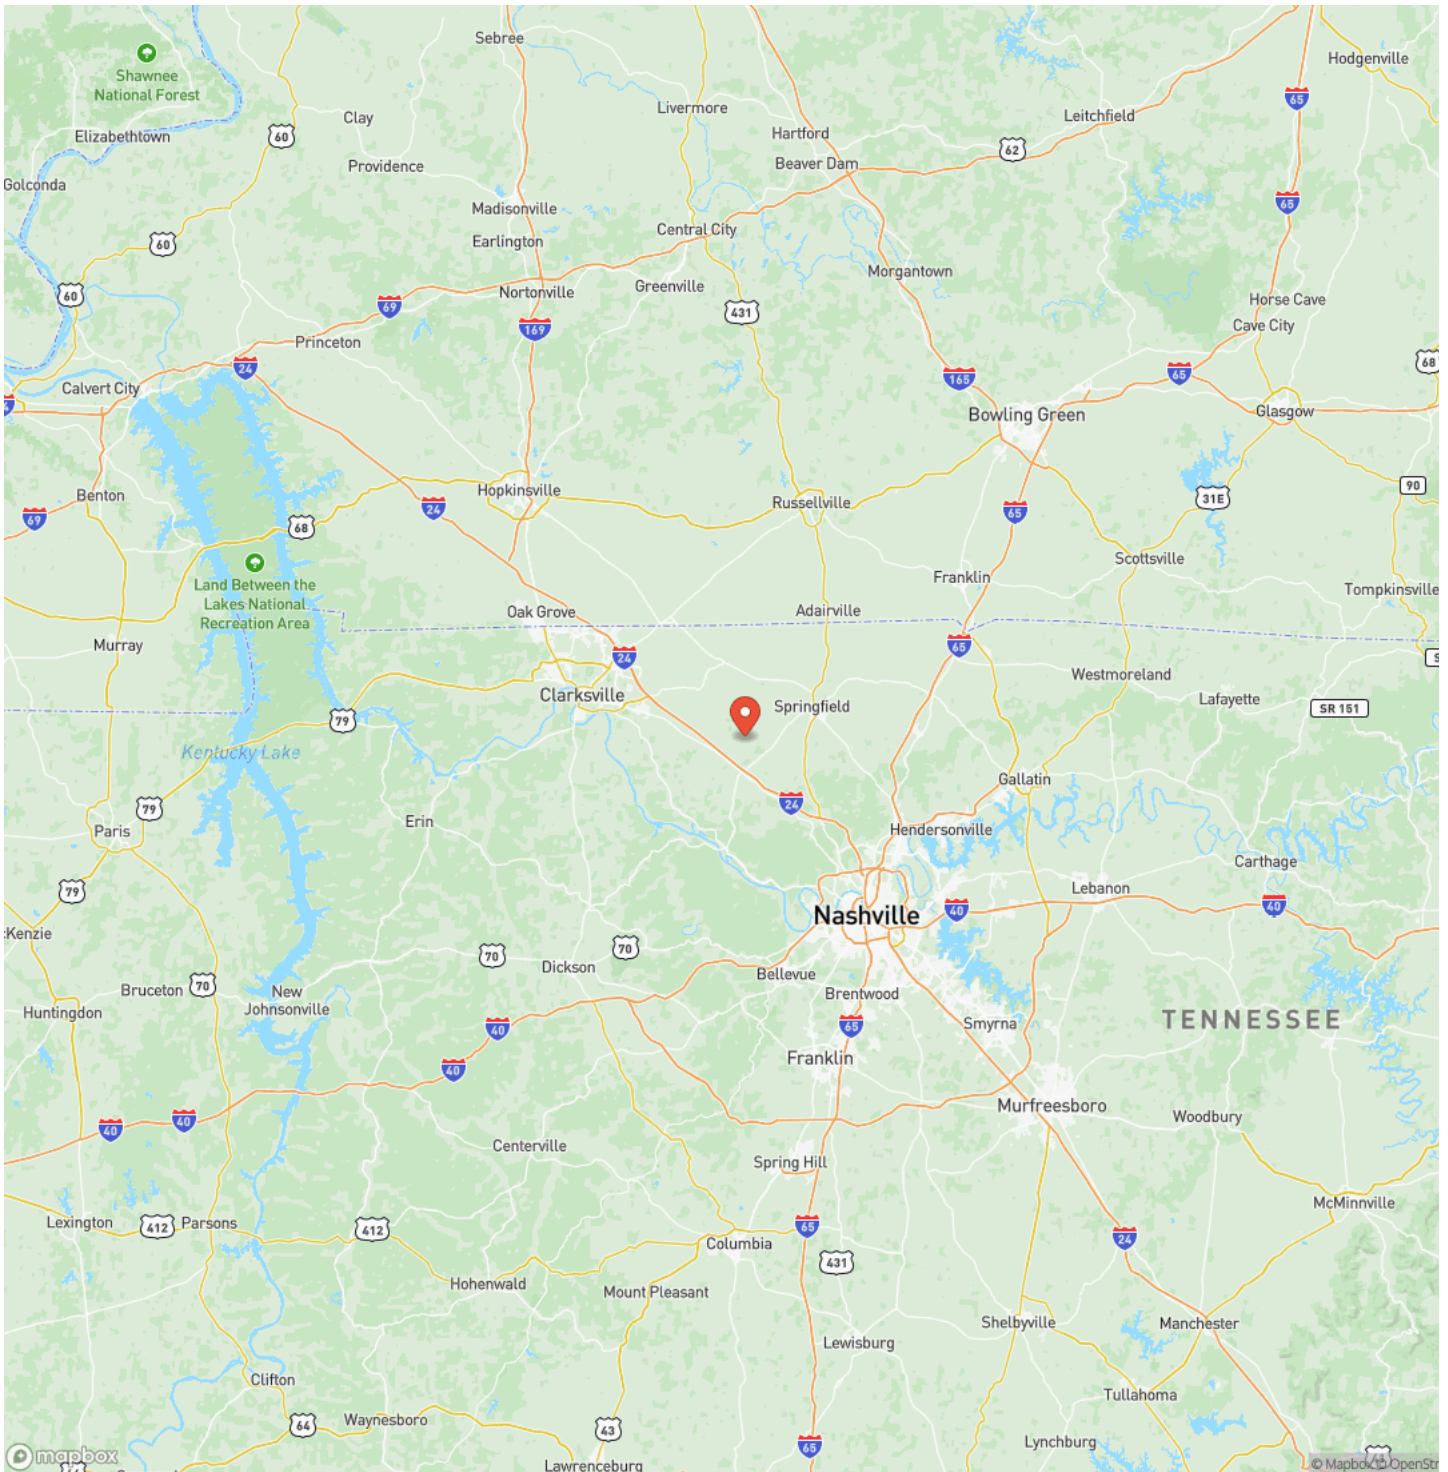 Sebree
Hodgenville
Shawnee
National Forest
Livermore
65
Clay
Leitchfield
Elizabethtown
60
Hartford
62
Providence
Beaver Dam
Golconda
Madisonville
65
Earlington
Central City
60
Morgantown
60
Nortonville
Greenville
69
431
Horse Cave
169
Cave City
Princeton
24
68
Calvert City
165
65
Bowling Green
Glasgow
Benton
Hopkinsville
90
69
24
Russellville
31E
65
68
Scottsville
Land Between the
Lakes National
Recreation Area
Franklin
Tompkinsville
Oak Grove
Adairville
Murray
24
65
Westmoreland
Clarksville
Lafayette
79
Springfield
SR 151
Kentucky Lake
Gallatin
79
24
Paris
Erin
Hendersonville
79
Carthage
Lebanon
Nashville
40
40
Kenzie
70
70
Dickson
Bellevue
Bruceton
70
New
Johnsonville
Brentwood
Huntingdon
40
65
Smyrna
TENNESSEE
Franklin
40
Murfreesboro
40
40
Woodbury
Centerville
Spring Hill
McMinnville
Lexington
412
Parsons
412
65
Columbia
24
431
Hohenwald
Mount Pleasant
Shelbyville
Manchester
Lewisburg
Clifton
Tullahoma
64
Waynesboro
43
65
Lynchburg
mapbox
Lawrenceburg
© Mapbox © OpenStr